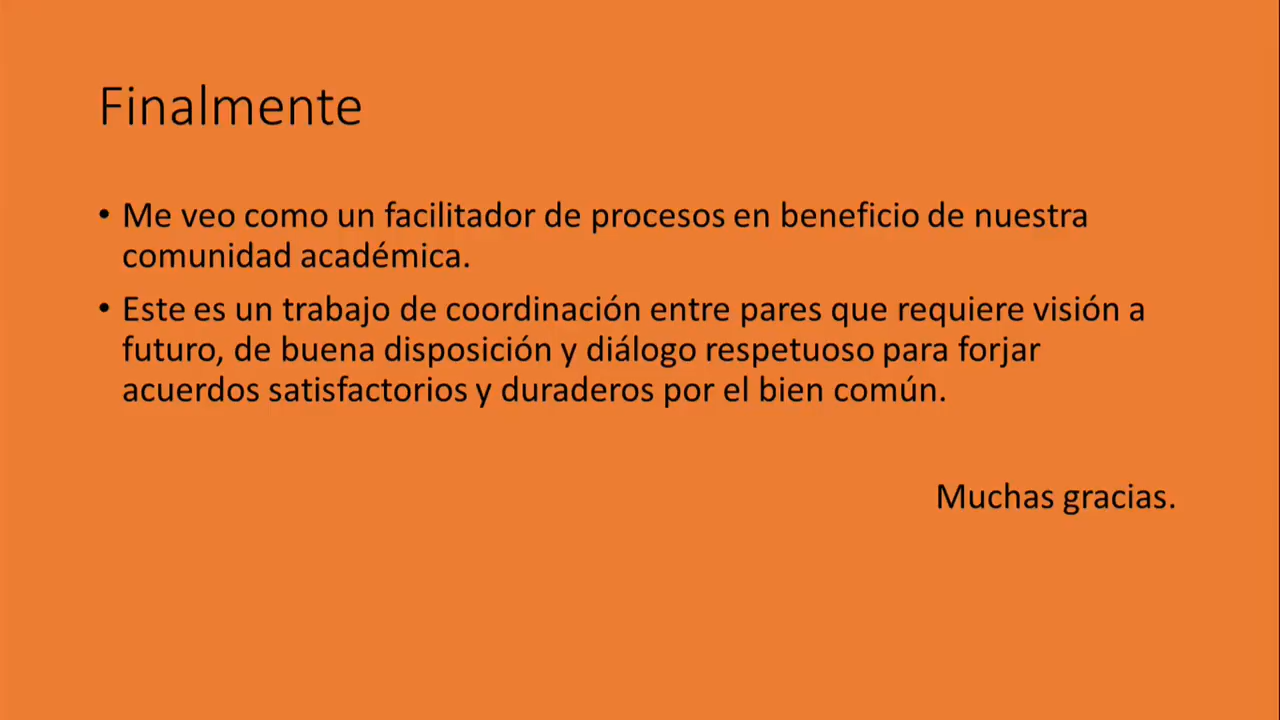 Finalmente
• Me veo como un facilitador de procesos en beneficio de nuestra
comunidad académica.
• Este es un trabajo de coordinación entre pares que requiere visión a
futuro, de buena disposición y diálogo respetuoso para forjar
acuerdos satisfactorios y duraderos por el bien común.
Muchas gracias.